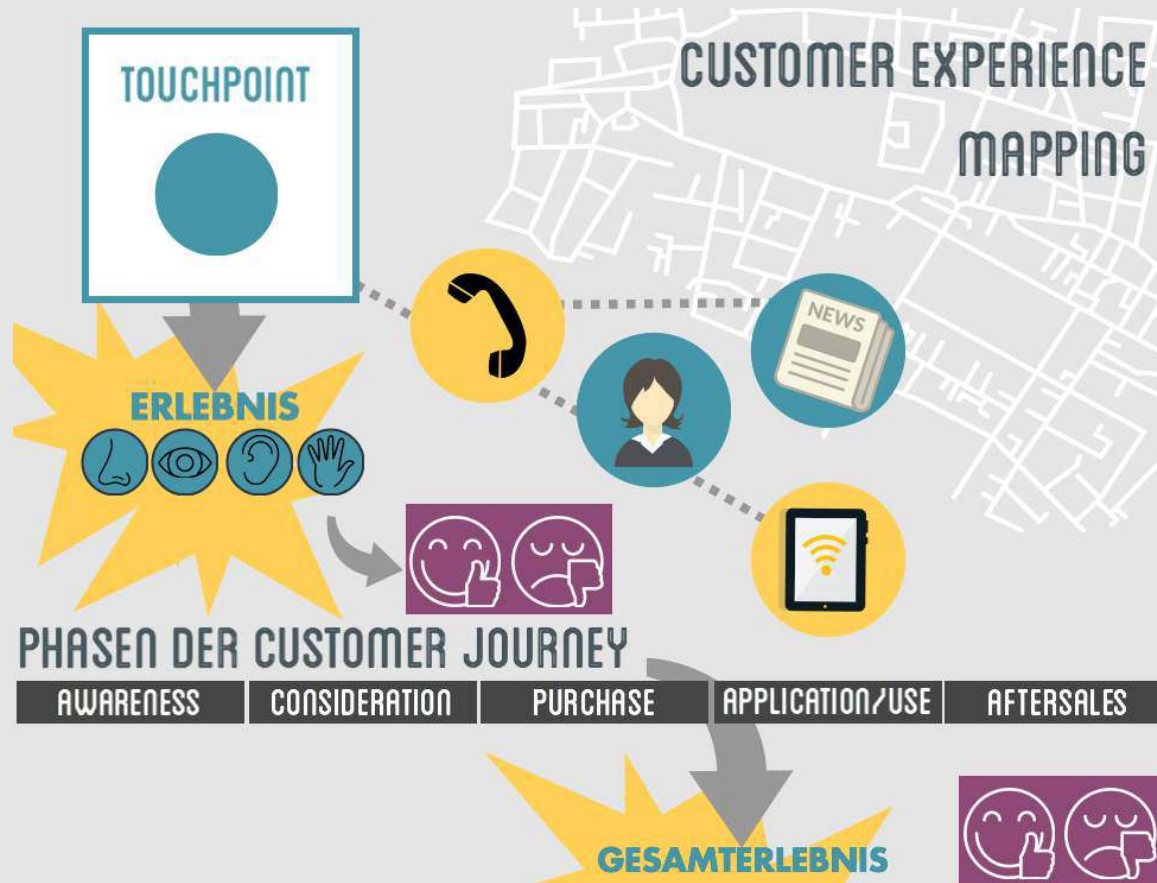 TOUCHPOINT
CUSTOMER EXPERIENCE
MAPPING
NEWS
ERLEBNIS
PHASEN DER CUSTOMER JOURNEY
AWARENESS
CONSIDERATION
PURCHASE
APPLICATION/USE
AFTERSALES
GESAMTERLEBNIS